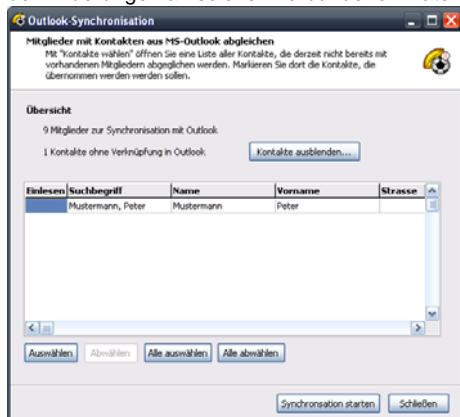 Outlook-Synchronisation
Mitglieder mit Kontakten aus MS-Outlook abgleichen
Mit "Kontakte wählen" öffnen Sie eine Liste aller Kontakte, die derzeit nicht bereits mit
vorhandenen Mitgliedern abgeglichen werden. Markieren Sie dort die Kontakte, die
übernommen werden werden sollen.
Übersicht
9 Mitglieder zur Synchronisation mit Outlook
1 Kontakte ohne Verknüpfung in Outlook Kontakte ausblenden...
Einlesen Suchbegriff Name Vorname Strasse
Mustermann, Peter Mustermann Peter
Auswählen Abwählen Alle auswählen Alle abwählen
Synchronsation starten Schließen